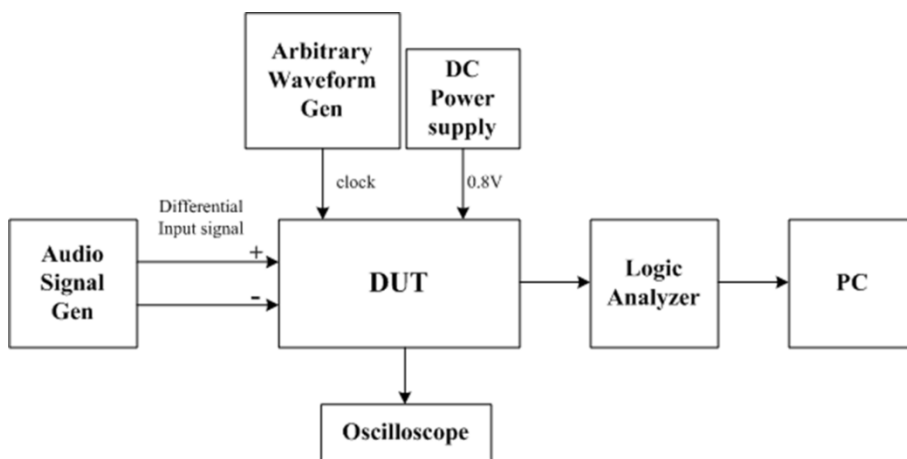 Arbitrary
Waveform
Gen
DC
Power
supply
clock
0.8V
Differential
Input signal
+
-
Audio
Signal
Gen
DUT
Logic
Analyzer
PC
Oscilloscope